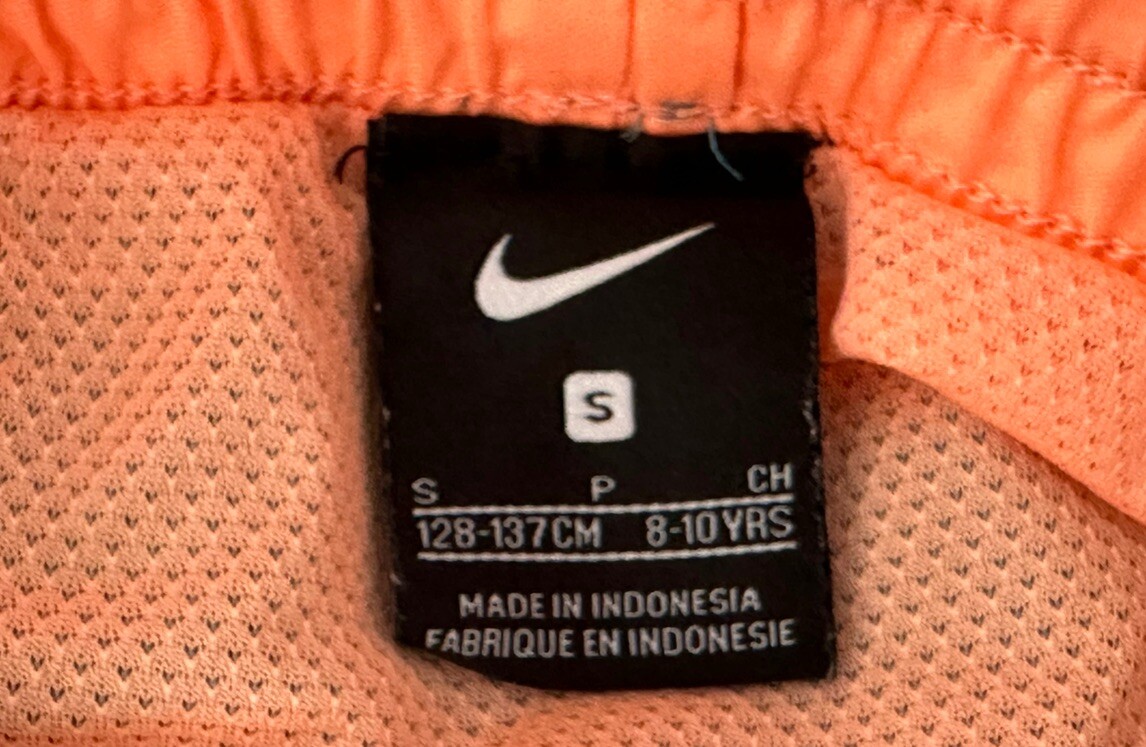 S
S P CH
128-137CM 8-10YRS
MADE IN INDONESIA
FABRIQUE EN INDONESIE